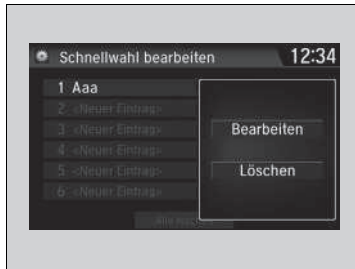 Schnellwahl bearbeiten 12:34
1 Aaa
2 <Neuer Eintrag>
3 <Neuer Eintrag>
Bearbeiten
4 <Neuer Eintrag>
5 <Neuer Eintrag>
Löschen
6 <Neuer Eintrag>